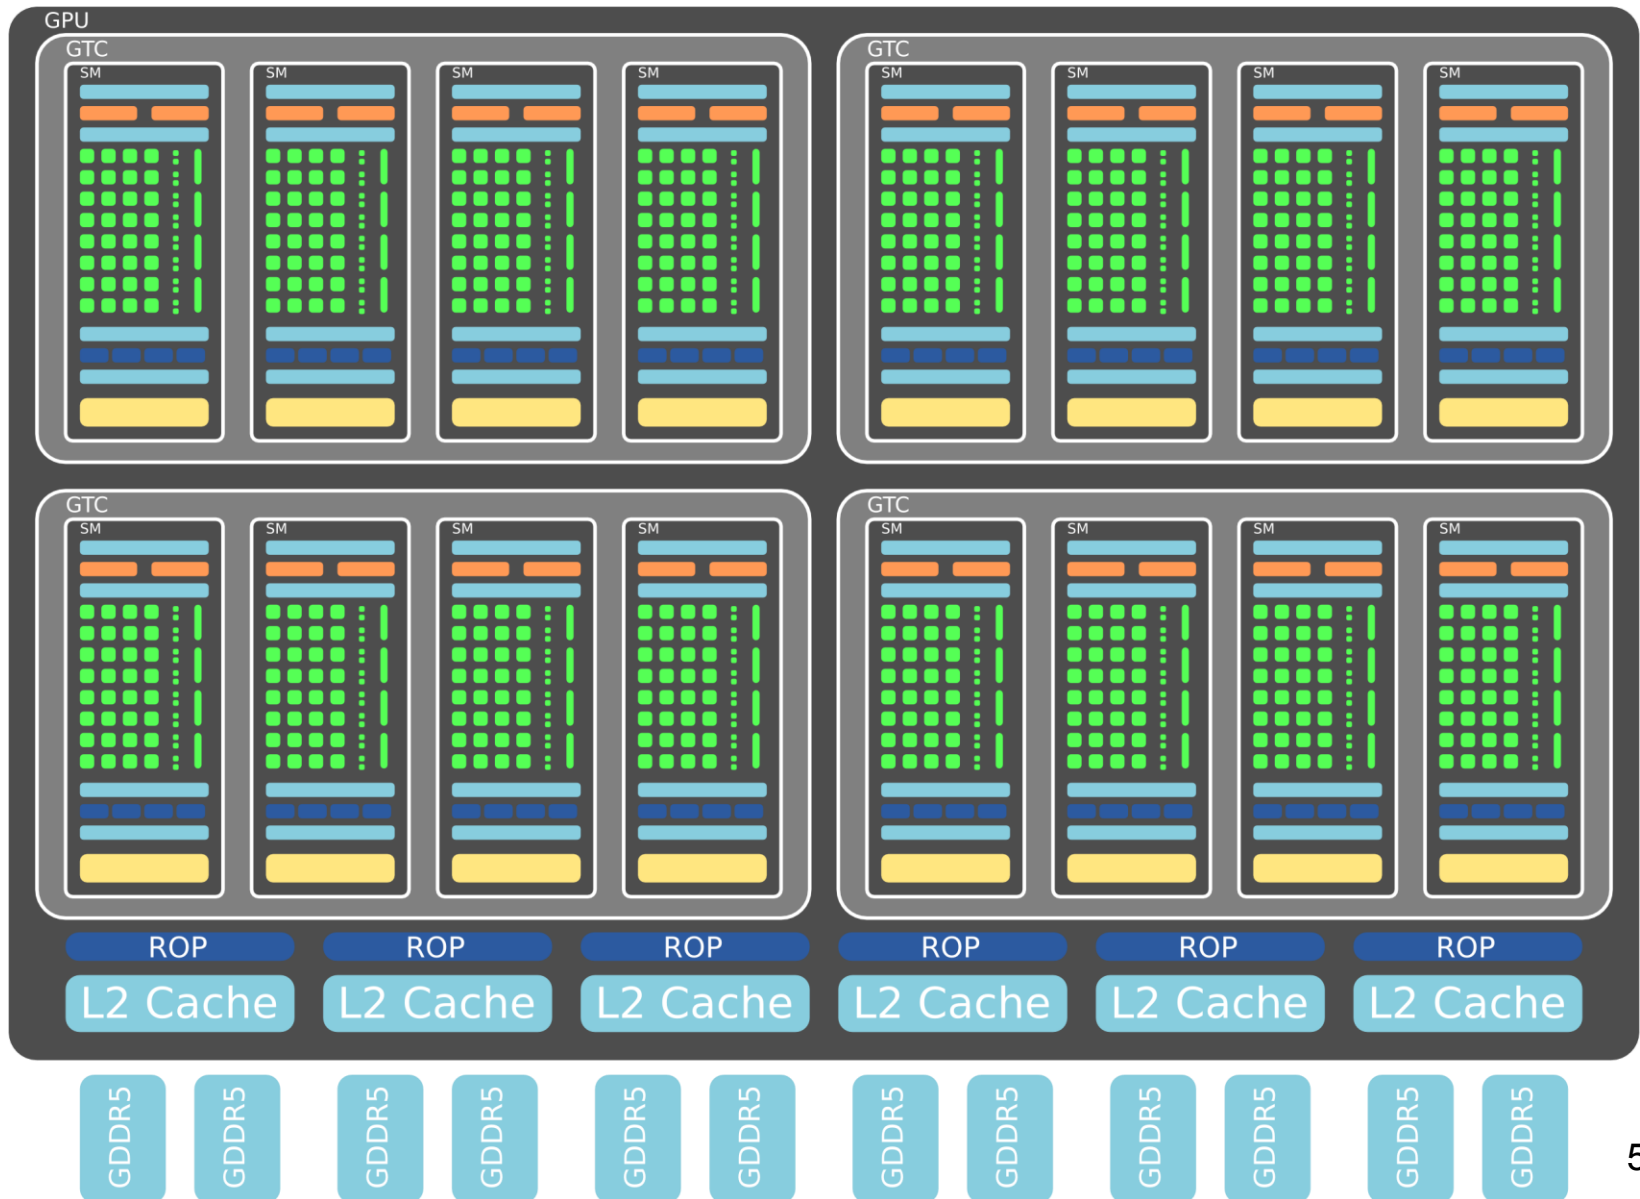 GPU
GTC GTC
SM SM SM SM SM SM SM SM
GTC GTC
SM SM SM SM SM SM SM SM
ROP ROP ROP ROP ROP ROP
L2 Cache L2 Cache L2 Cache L2 Cache L2 Cache L2 Cache
GDDR5 GDDR5 GDDR5 GDDR5 GDDR5 GDDR5 GDDR5 GDDR5 GDDR5 GDDR5 GDDR5 GDDR5
5